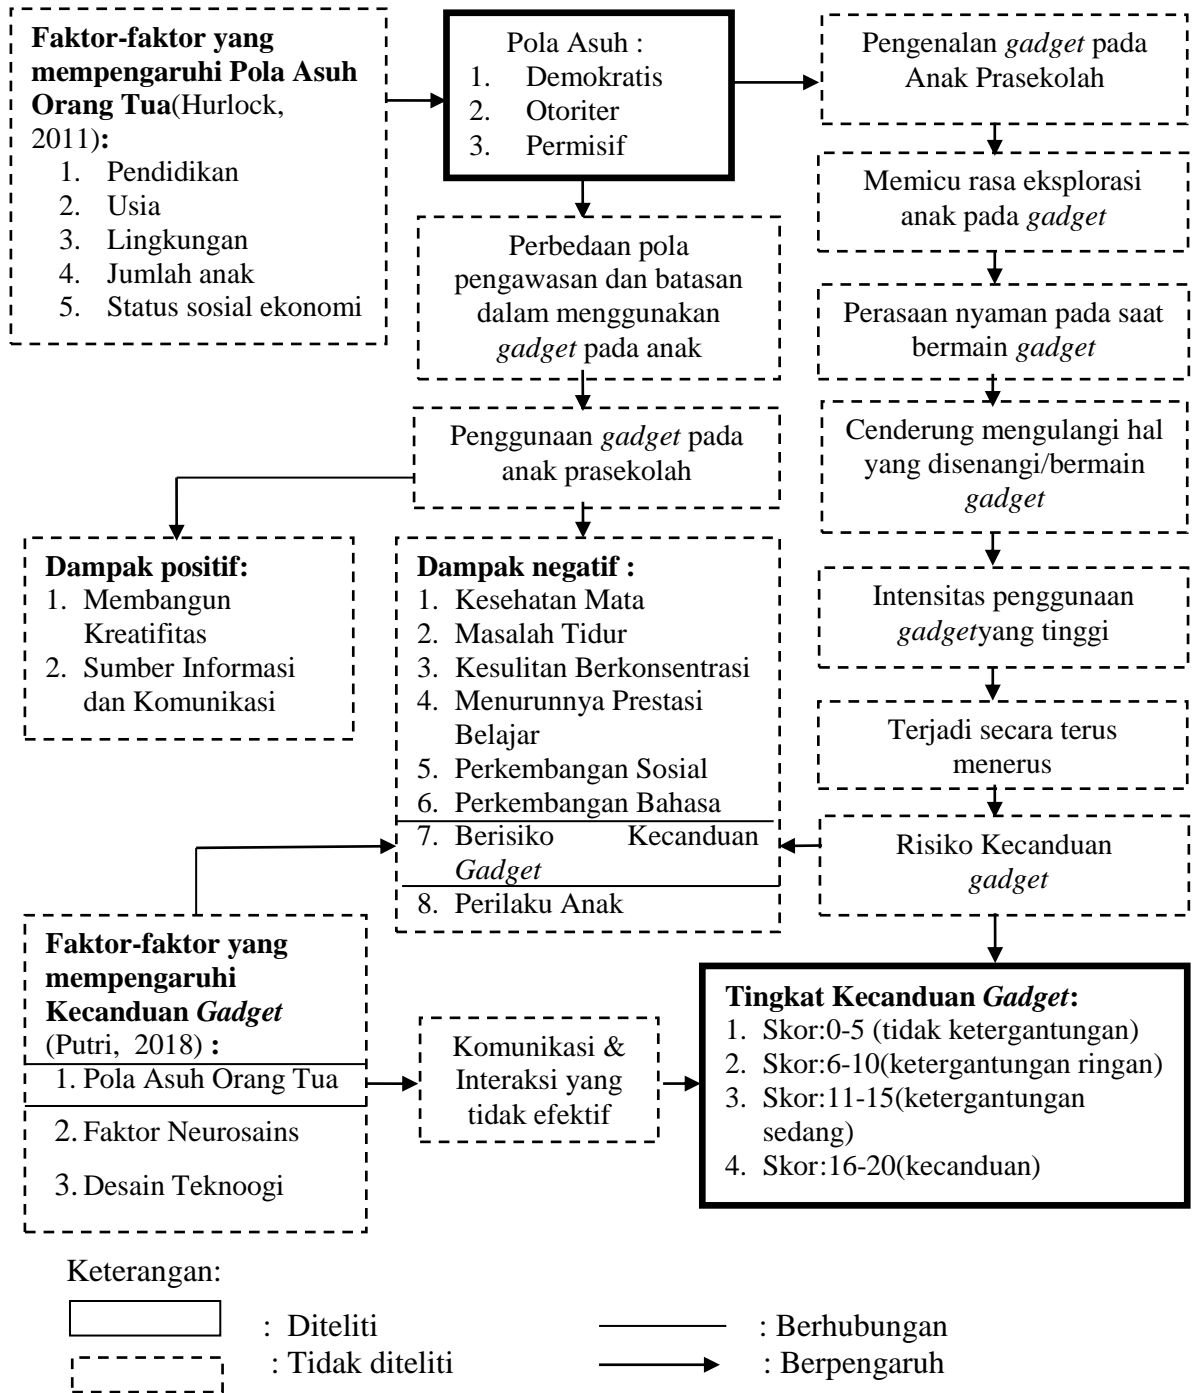 Faktor-faktor yang
mempengaruhi Pola Asuh
Orang Tua(Hurlock,
2011):
1. Pendidikan
2. Usia
3. Lingkungan
4. Jumlah anak
5. Status sosial ekonomi
Pola Asuh :
1. Demokratis
2. Otoriter
3. Permisif
Pengenalan gadget pada
Anak Prasekolah
Memicu rasa eksplorasi
anak pada gadget
Perbedaan pola
pengawasan dan batasan
dalam menggunakan
gadget pada anak
Perasaan nyaman pada saat
bermain gadget
Penggunaan gadget pada
anak prasekolah
Cenderung mengulangi hal
yang disenangi/bermain
gadget
Dampak positif:
1. Membangun
Kreatifitas
2. Sumber Informasi
dan Komunikasi
Dampak negatif :
1. Kesehatan Mata
2. Masalah Tidur
3. Kesulitan Berkonsentrasi
4. Menurunnya Prestasi
Belajar
5. Perkembangan Sosial
6. Perkembangan Bahasa
7. Berisiko Kecanduan
Gadget
8. Perilaku Anak
Intensitas penggunaan
gadgetyang tinggi
Terjadi secara terus
menerus
Risiko Kecanduan
gadget
Faktor-faktor yang
mempengaruhi
Kecanduan Gadget
(Putri, 2018) :
1. Pola Asuh Orang Tua
2. Faktor Neurosains
3. Desain Teknoogi
Komunikasi &
Interaksi yang
tidak efektif
Tingkat Kecanduan Gadget:
1. Skor:0-5 (tidak ketergantungan)
2. Skor:6-10(ketergantungan ringan)
3. Skor:11-15(ketergantungan
sedang)
4. Skor:16-20(kecanduan)
Keterangan:
: Diteliti
: Berhubungan
: Tidak diteliti
: Berpengaruh